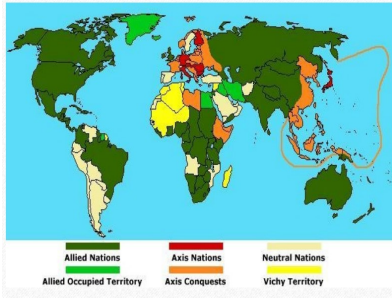 Allied Nations Axis Nations Neutral Nations
Allied Occupied Territory Axis Conquests Vichy Territory